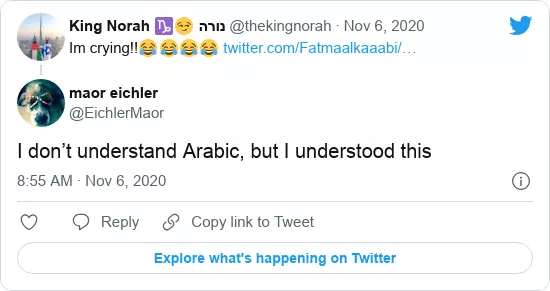 King Norah ♑😏 נורה @thekingnorah · Nov 6, 2020
Im crying!!😂😂😂😂 twitter.com/Fatmaalkaaabi/…
maor eichler
@EichlerMaor
I don’t understand Arabic, but I understood this
8:55 AM · Nov 6, 2020
Reply
Copy link to Tweet
Explore what's happening on Twitter